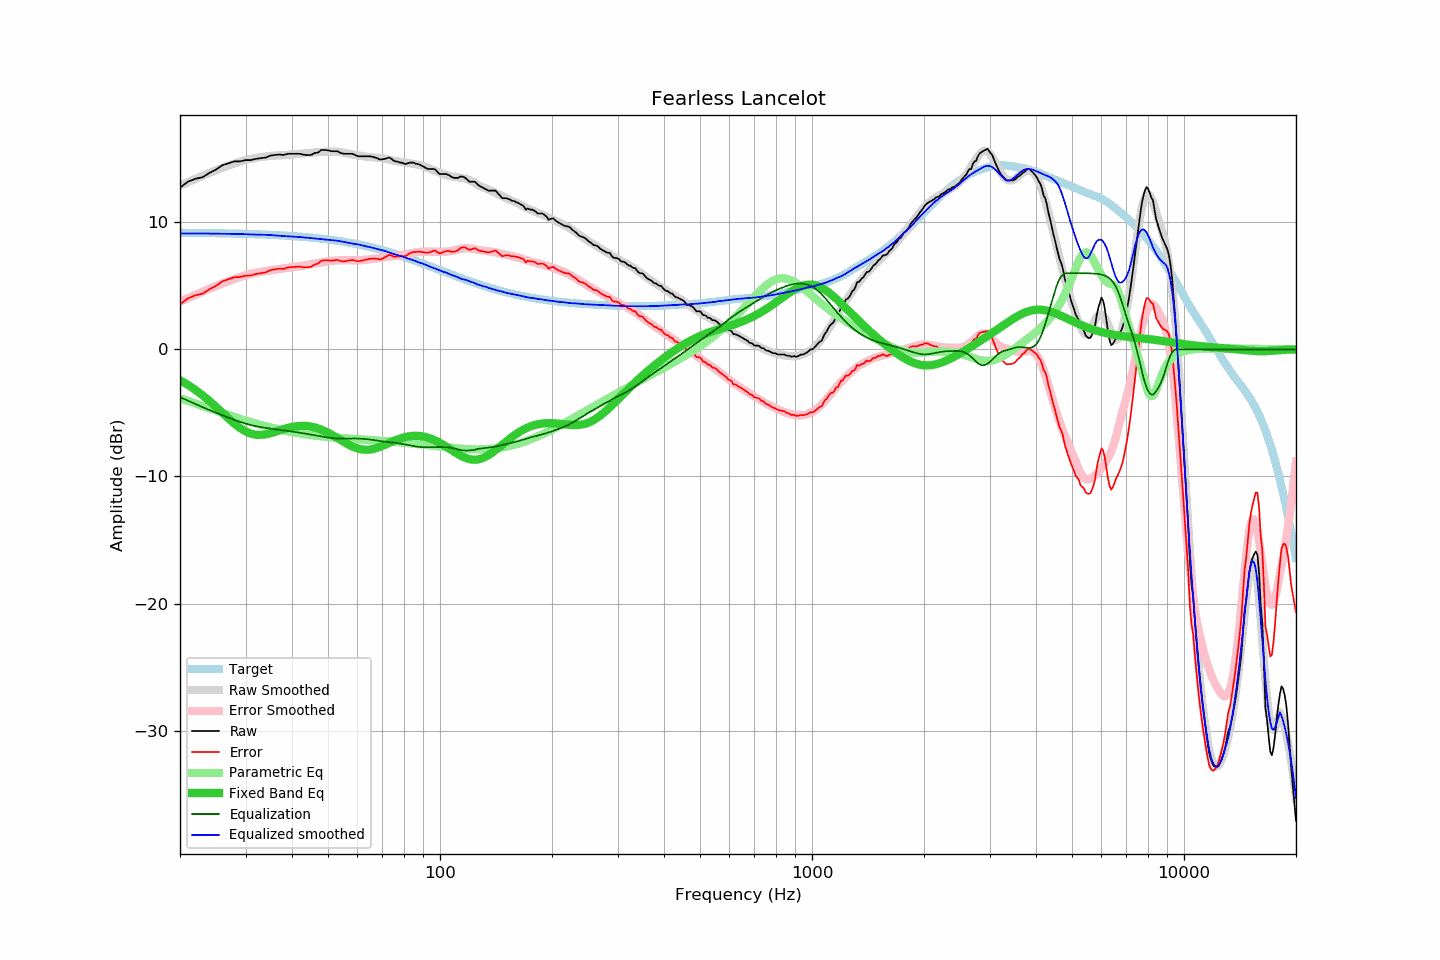 Fearless Lancelot
Amplitude (dBr)
10
0
−10
−20
−30
Target
Raw Smoothed
Error Smoothed
Raw
Error
Parametric Eq
Fixed Band Eq
Equalization
Equalized smoothed
100
1000
10000
Frequency (Hz)